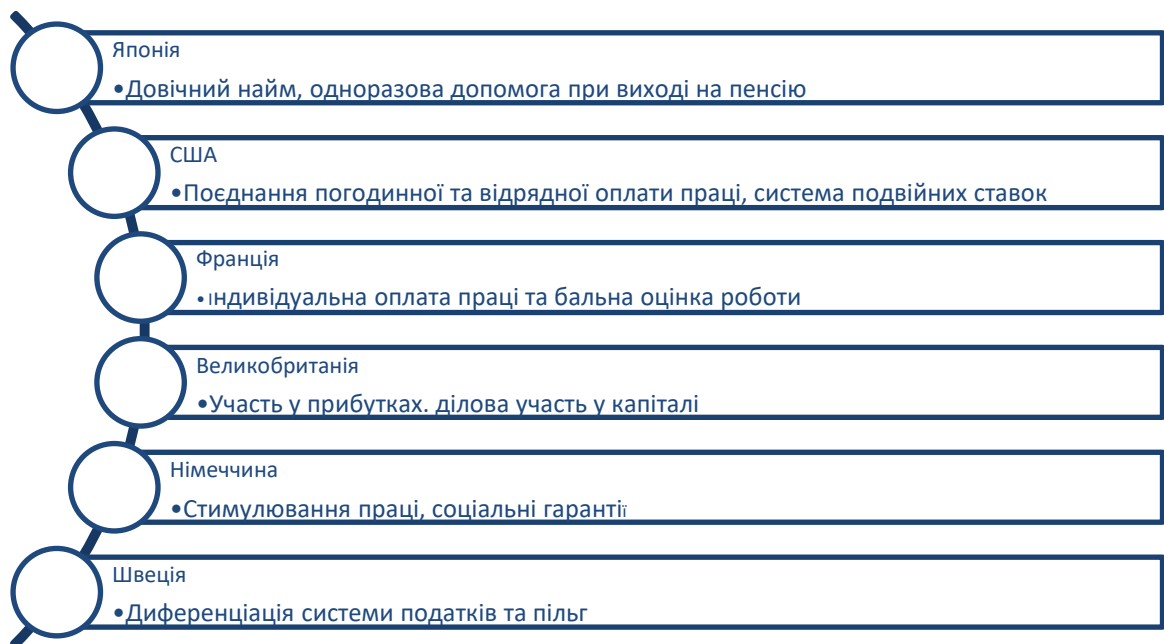 Японія
•Довічний найм, одноразова допомога при виході на пенсію
США
•Поєднання погодинної та відрядної оплати праці, система подвійних ставок
Франція
•Індивідуальна оплата праці та бальна оцінка роботи
Великобританія
•Участь у прибутках. ділова участь у капіталі
Німеччина
•Стимулювання праці, соціальні гарантії
Швеція
•Диференціація системи податків та пільг